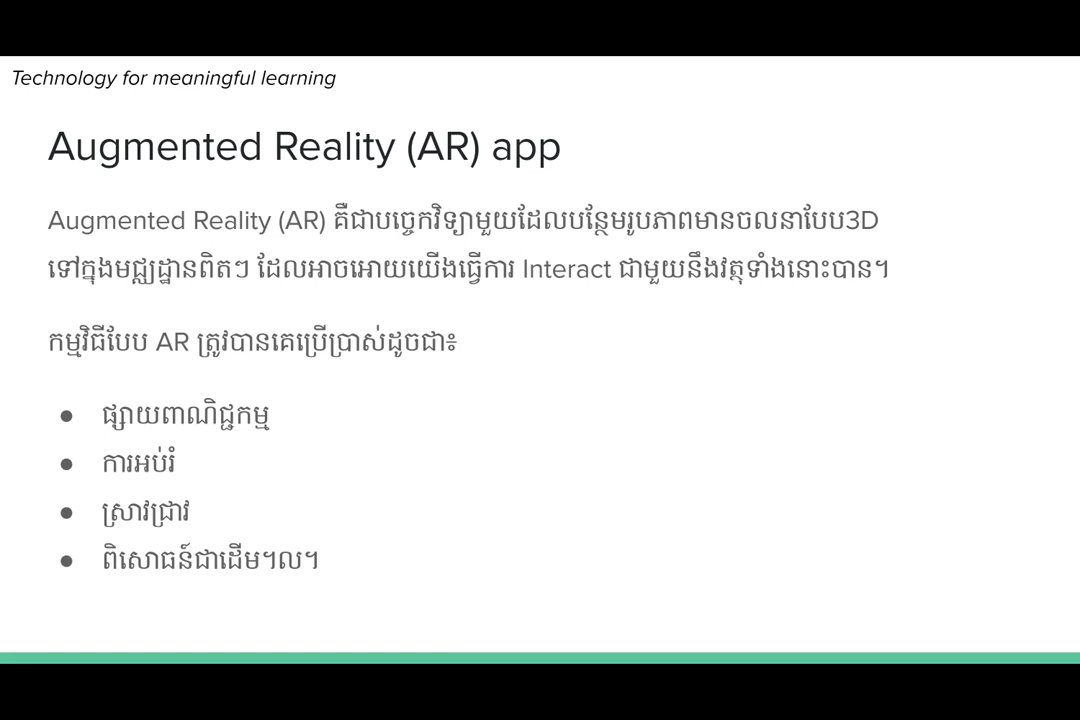 Technology for meaningful learning
Augmented Reality (AR) app
Augmented Reality (AR) គឺជាបច្ចេកវិទ្យាមួយដែលបន្ថែមរូបភាពមានចលនាបែប3D
ទៅក្នុងមជ្ឈដ្ឋានពិតៗ ដែលអាចអោយយើងធ្វើការ Interact ជាមួយនឹងវត្ថុទាំងនោះបាន។
កម្មវិធីបែប AR ត្រូវបានគេប្រើប្រាស់ដូចជា៖
● ផ្សាយពាណិជ្ជកម្ម
● ការអប់រំ
● ស្រាវជ្រាវ
● ពិសោធន៍ជាដើម។ល។